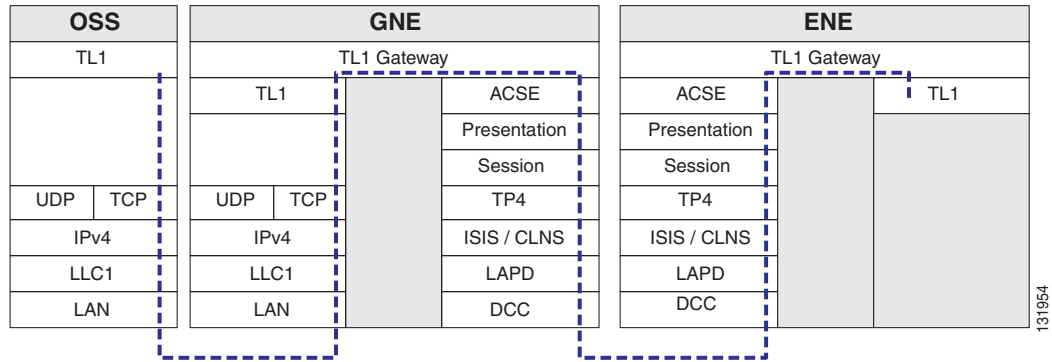 OSS GNE ENE
TL1 TL1 Gateway TL1 Gateway
TL1 ACSE ACSE TL1
Presentation Presentation
Session Session
UDP TCP UDP TCP TP4 TP4
IPv4 IPv4 ISIS / CLNS ISIS / CLNS
LLC1 LLC1 LAPD LAPD
LAN LAN DCC DCC
131954